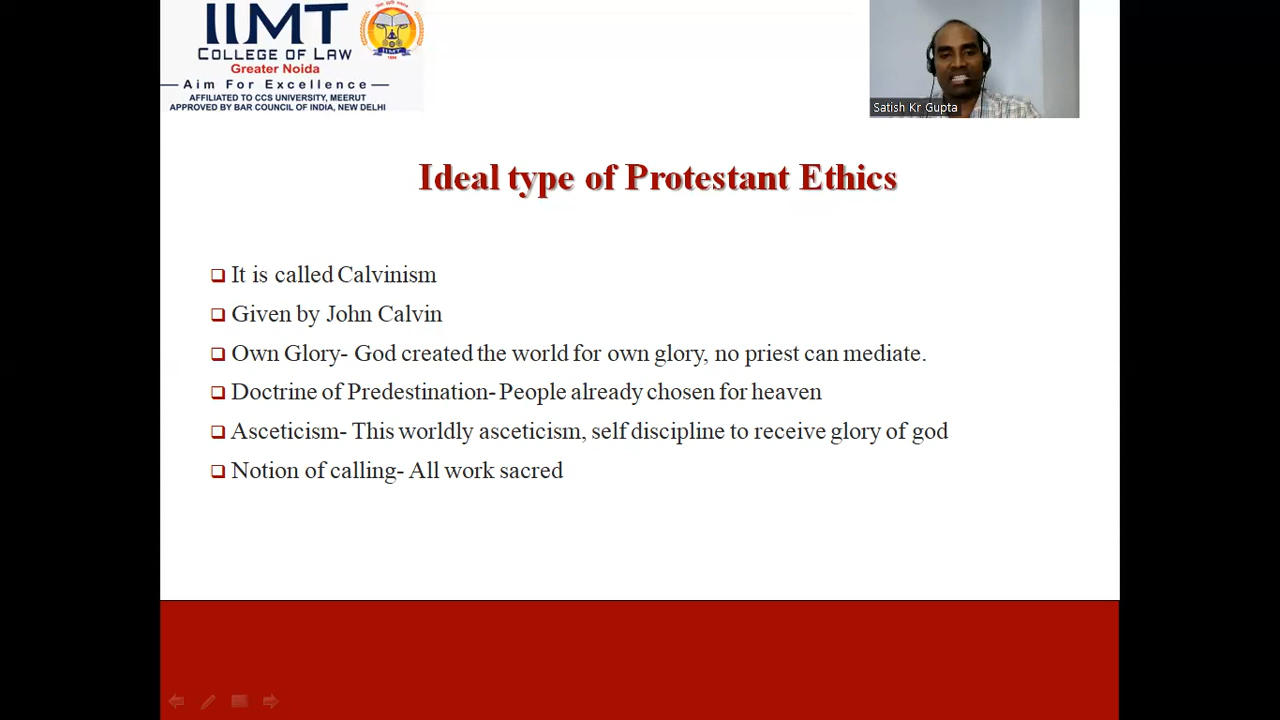 IIMT
COLLEGE OF LAW
Greater Noida
Aim For Excellence
AFFILIATED TO CCS UNIVERSITY, MEERUT
APPROVED BY BAR COUNCIL OF INDIA, NEW DELHI
IIMT
Satish Kr Gupta
Ideal type of Protestant Ethics
It is called Calvinism
Given by John Calvin
Own Glory- God created the world for own glory, no priest can mediate.
Doctrine of Predestination- People already chosen for heaven
Asceticism- This worldly asceticism, self discipline to receive glory of god
Notion of calling- All work sacred